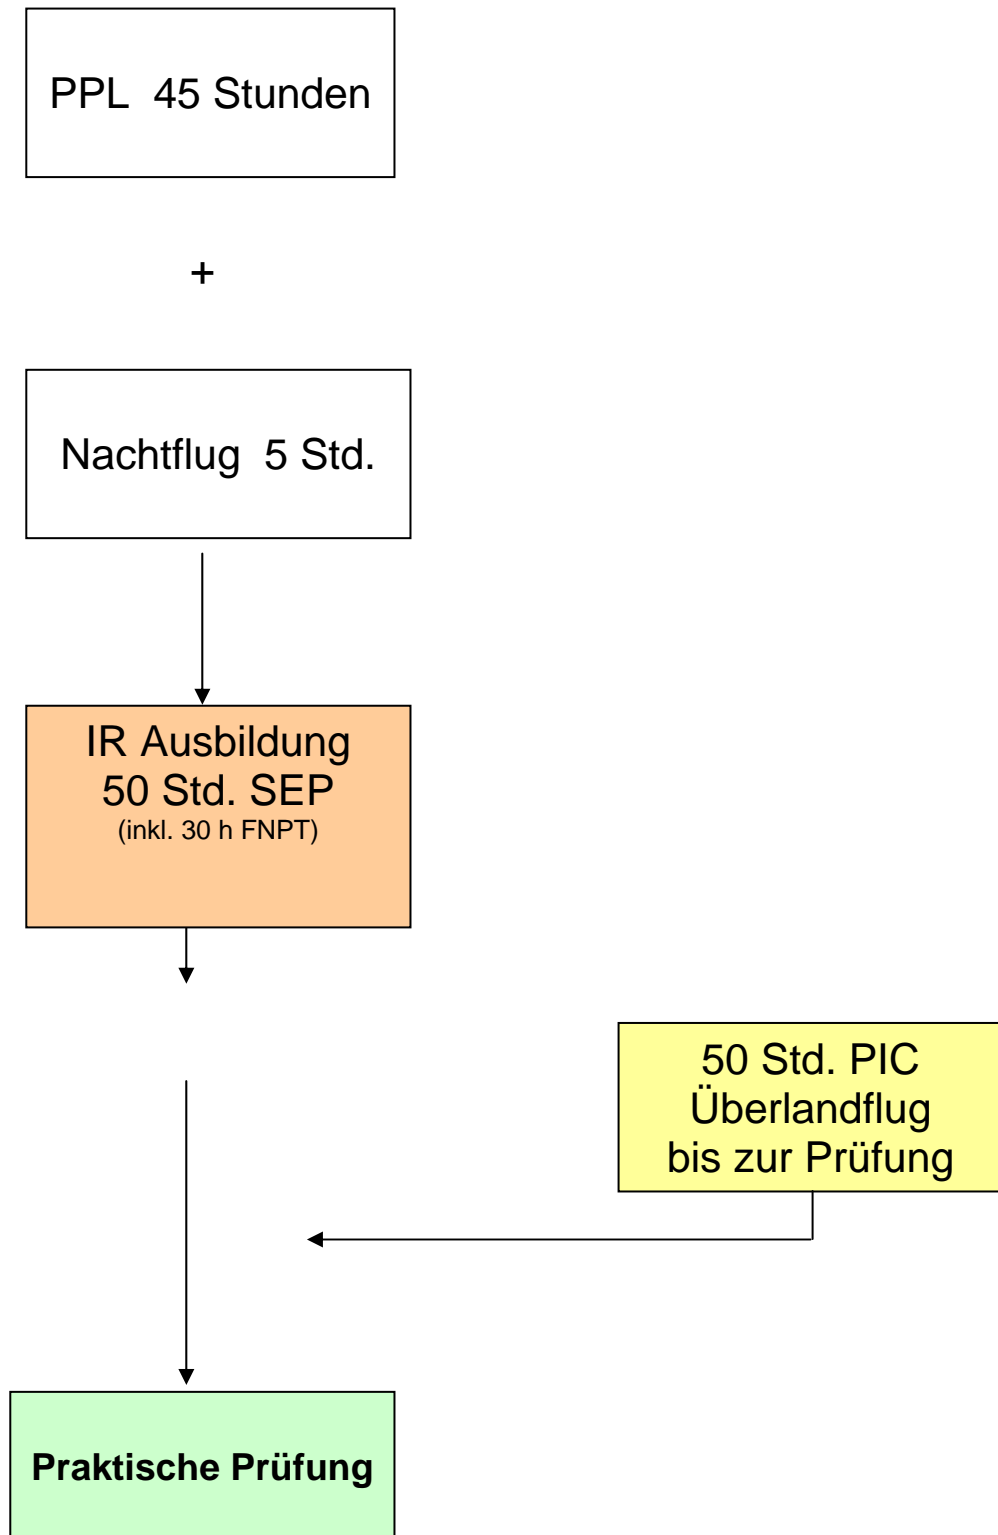 PPL  45 Stunden
+
Nachtflug  5 Std.
IR Ausbildung
50 Std. SEP
(inkl. 30 h FNPT)
50 Std. PIC
Überlandflug
bis zur Prüfung
Praktische Prüfung